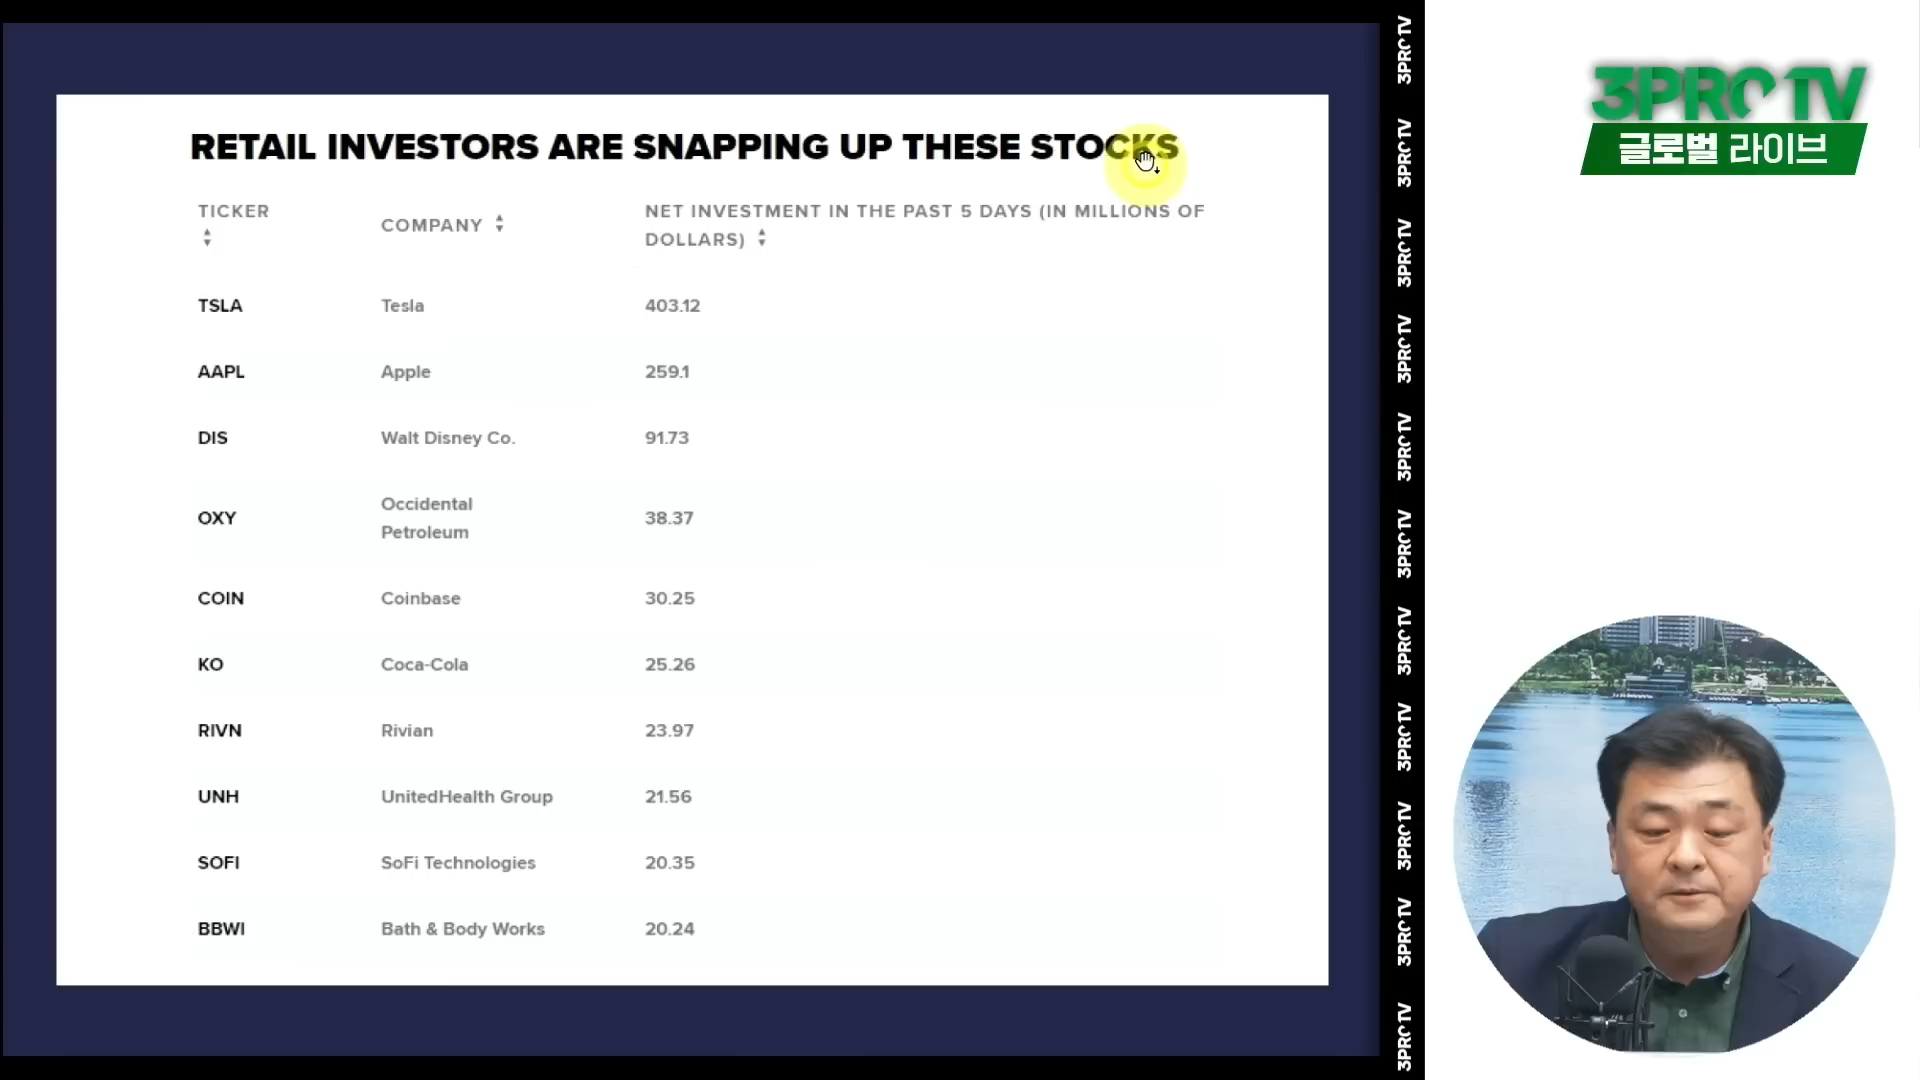 RETAIL INVESTORS ARE SNAPPING UP THESE STOCKS
TICKER
COMPANY
NET INVESTMENT IN THE PAST 5 DAYS (IN MILLIONS OF
DOLLARS)
TSLA Tesla 403.12
AAPL Apple 259.1
DIS Walt Disney Co. 91.73
OXY Occidental
Petroleum 38.37
COIN Coinbase 30.25
KO Coca-Cola 25.26
RIVN Rivian 23.97
UNH UnitedHealth Group 21.56
SOFI SoFi Technologies 20.35
BBWI Bath & Body Works 20.24
3PROTV
3PROTV
3PROTV
3PROTV
3PROTV
3PROTV
3PROTV
3PROTV
3PROTV
3PROTV
3PROTV
3PROTV
글로벌 라이브